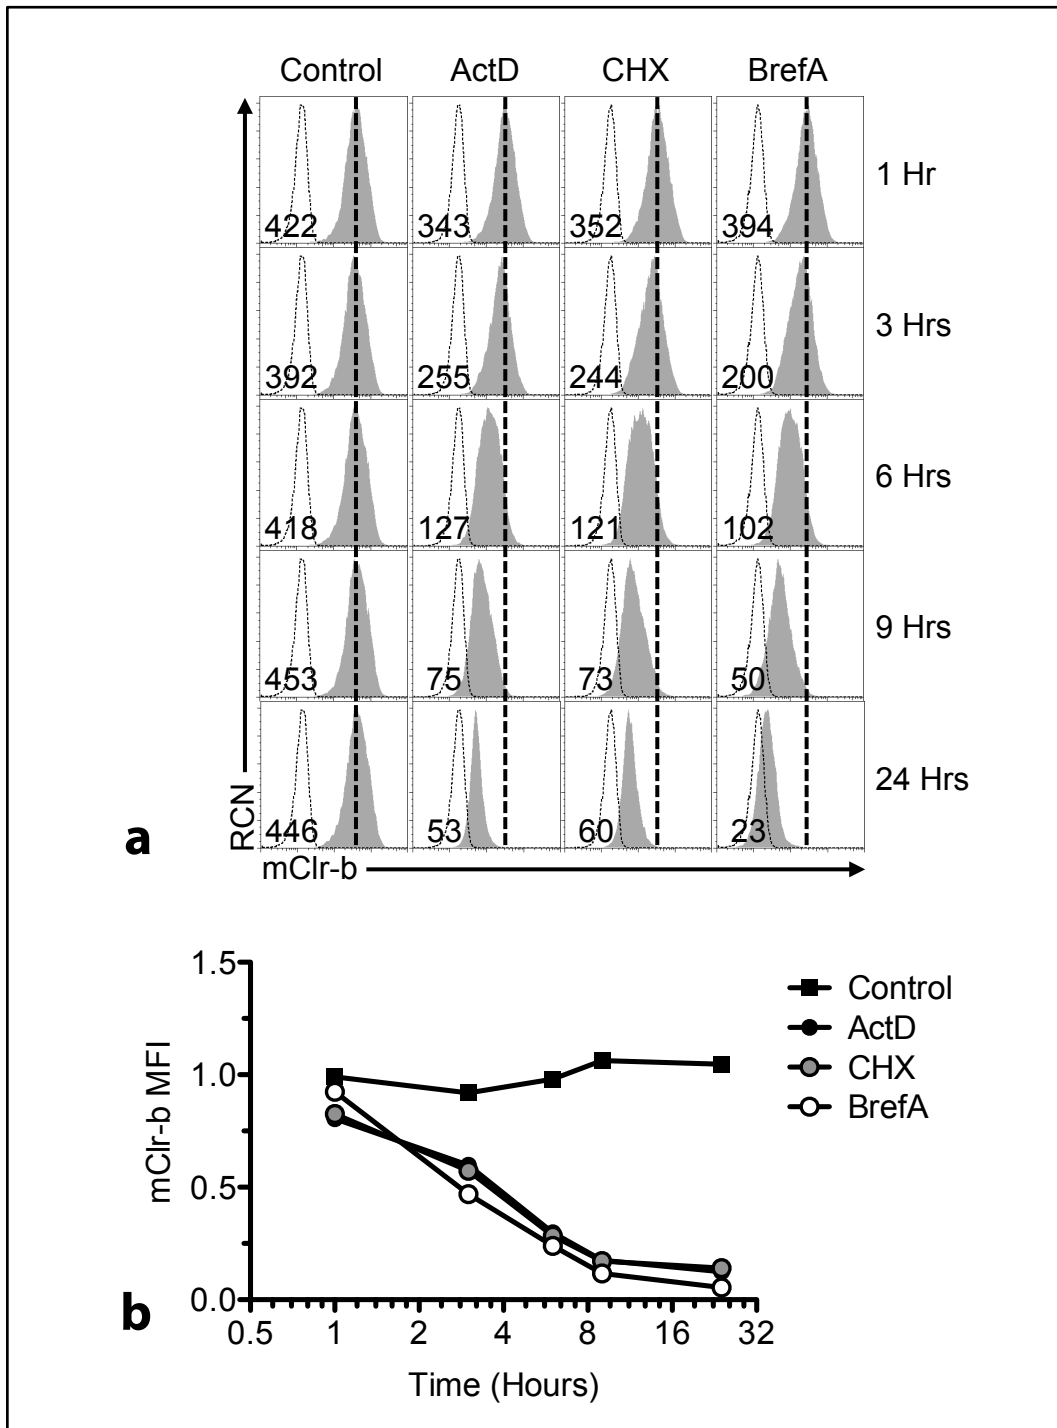 Control ActD CHX BrefA
422 343 352 394 1 Hr
392 255 244 200 3 Hrs
418 127 121 102 6 Hrs
453 75 73 50 9 Hrs
446 53 60 23 24 Hrs
RCN
a
mClr-b
1.5
1.0
0.5
0.0
mClr-b MFI
Control
ActD
CHX
BrefA
b
0.5 1 2 4 8 16 32
Time (Hours)